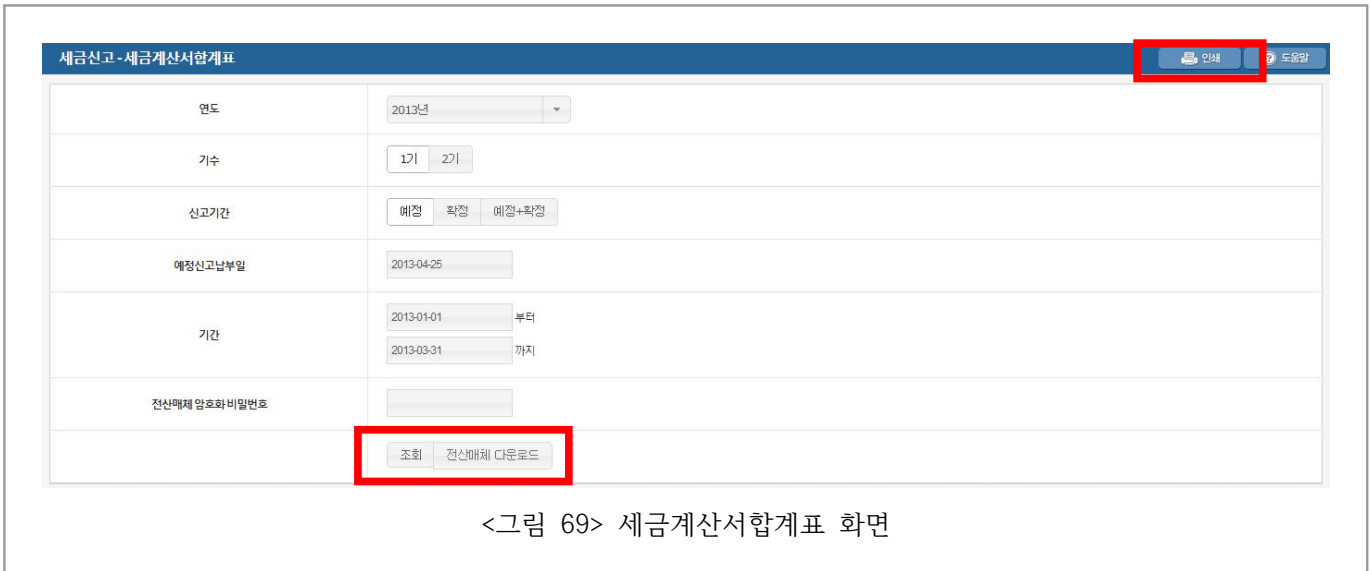 세금신고-세금계산서합계표 인쇄 도움말
연도 2013년
기수 1기 2기
신고기간 예정 확정 예정+확정
예정신고납부일 2013-04-25
기간 2013-01-01 부터
2013-03-31 까지
전산매체 암호화 비밀번호
조회 전산매체 다운로드
<그림 69> 세금계산서합계표 화면